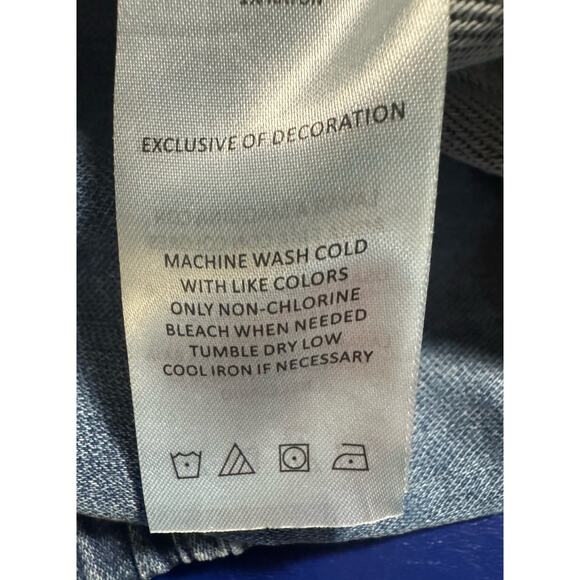 EXCLUSIVE OF DECORATION
MACHINE WASH COLD
WITH LIKE COLORS
ONLY NON-CHLORINE
BLEACH WHEN NEEDED
TUMBLE DRY LOW
COOL IRON IF NECESSARY